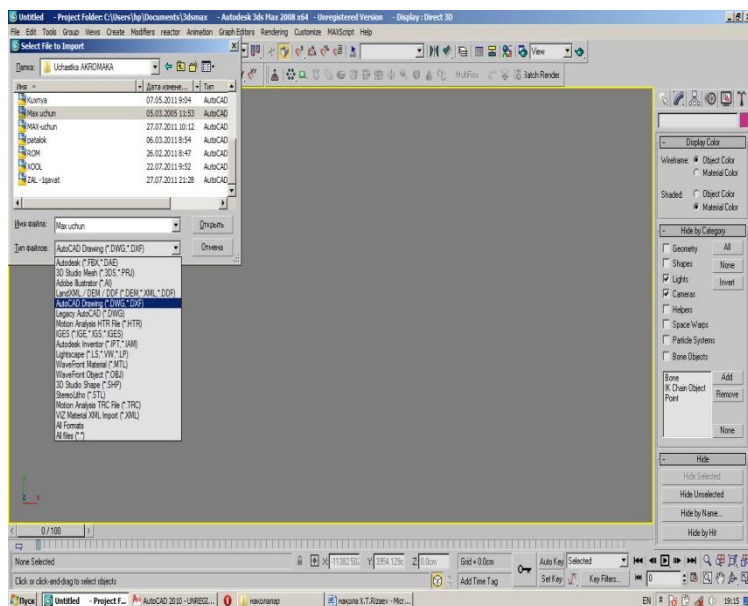 Untitled - Project Folder: C:\Users\hp\Documents\3dsmax - Autodesk 3ds Max 2008 x64 - Unregistered Version - Display : Direct 3D
File Edit Tools Group Views Create Modifiers reactor Animation Graph Editors Rendering Customize MAXScript Help
Select File to Import
Папка: Uchastka AKROMAKA
View
Batch Render.
Имя Дата измене... Тип
Kuxmya 07.05.2011 9:04 AutoCAD
Max uchun 05.03.2005 11:53 AutoCAD
MAX-uchun 27.07.2011 10:12 AutoCAD
patalok 06.03.2011 8:54 AutoCAD
ROM 26.02.2011 8:47 AutoCAD
XOOL 22.07.2011 9:52 AutoCAD
ZAL -1qavat 27.07.2011 21:28 AutoCAD
Имя файла: Max uchun Открыть
Тип файлов: AutoCAD Drawing (*.DWG,*.DXF) Отмена
Autodesk (*.FBX,*.DAE)
3D Studio Mesh (*.3DS,*.PRJ)
Adobe Illustrator (*.AI)
LandXML / DEM / DDF (*.DEM,*.XML,*.DDF)
AutoCAD Drawing (*.DWG,*.DXF)
Legacy AutoCAD (*.DWG)
Motion Analysis HTR File (*.HTR)
IGES (*.IGE,*.IGS,*.IGES)
Autodesk Inventor (*.IPT,*.IAM)
Lightscape (*.LS,*.VW,*.LP)
WaveFront Material (*.MTL)
WaveFront Object (*.OBJ)
3D Studio Shape (*.SHP)
StereoLitho (*.STL)
Motion Analysis TRC File (*.TRC)
VIZ Material XML Import (*.XML)
All Formats
All files (*.*)
Display Color
Wireframe: Object Color
Material Color
Shaded: Object Color
Material Color
Hide by Category
Geometry All
Shapes None
Lights Invert
Cameras
Helpers
Space Warps
Particle Systems
Bone Objects
Bone Add
IK Chain Object Remove
Point
None
Hide
Hide Selected
Hide Unselected
Hide by Name...
Hide by Hit
z x
0 / 100
None Selected X: Y: Z: 0.0cm Grid = 0.0cm Auto Key Selected
Click or click-and-drag to select objects Add Time Tag Set Key Key Filters... 0
Пуск Untitled - Project F... AutoCAD 2010 - UNREGI... наколапар накола X.T.Rizaev - Micr... EN 19:15